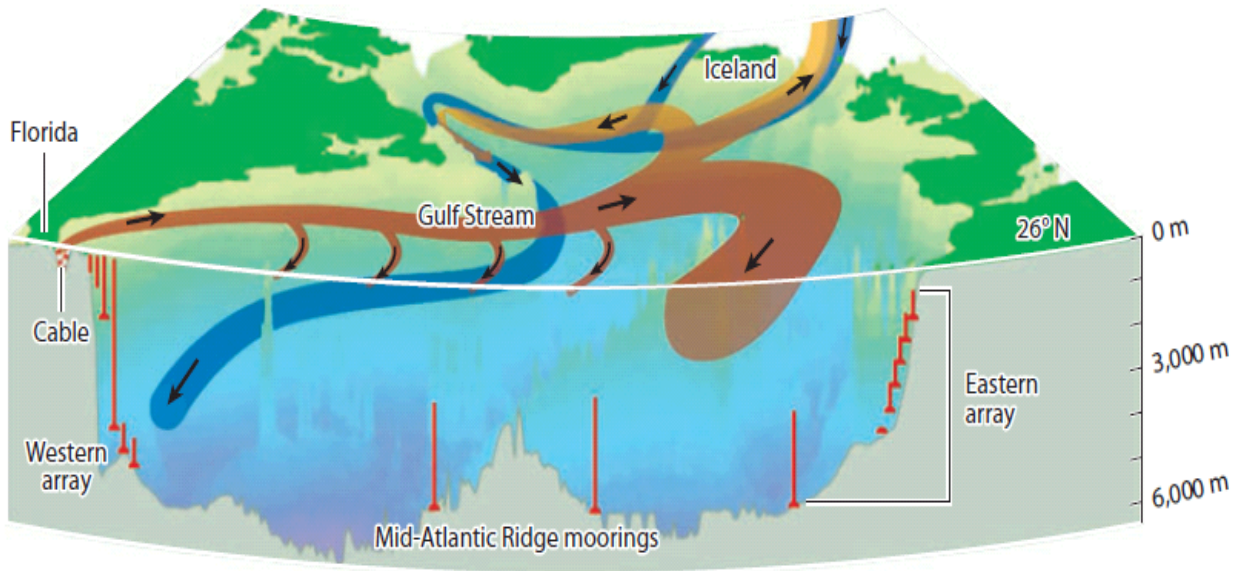 Iceland
Florida
Gulf Stream
26° N
0 m
Cable
3,000 m
Eastern
array
Western
array
6,000 m
Mid-Atlantic Ridge moorings